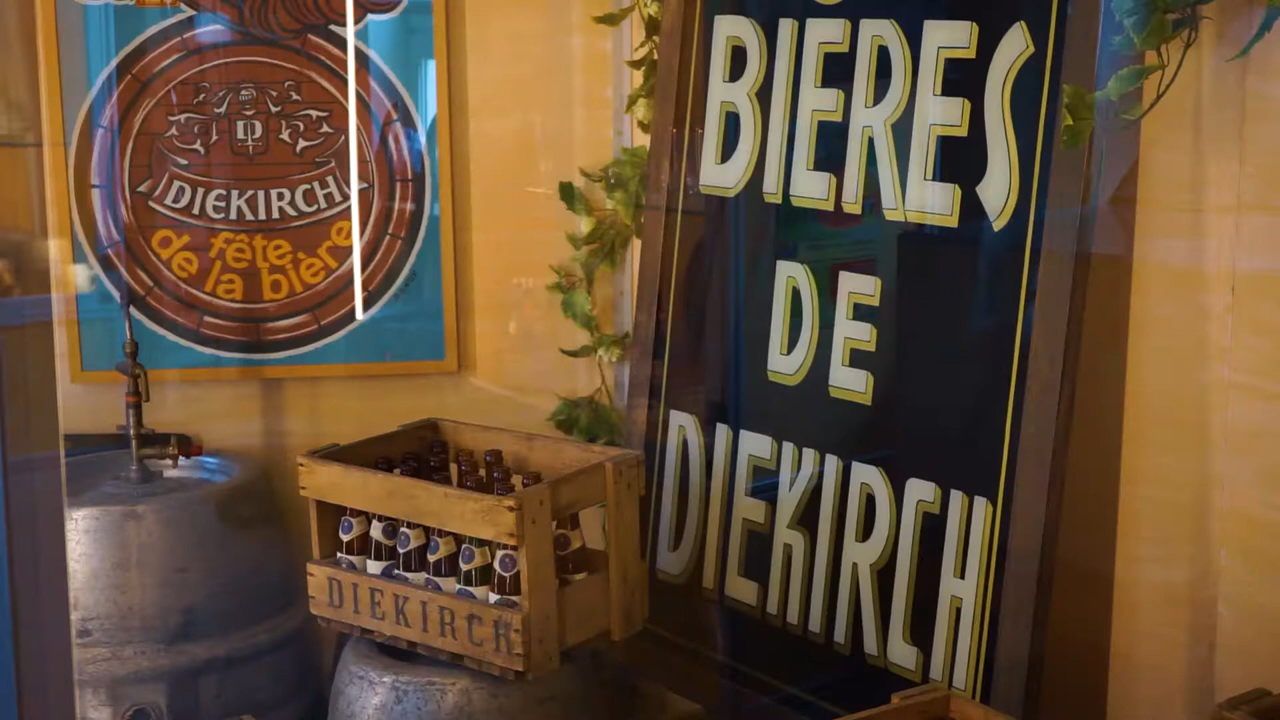 DIEKIRCH
fête
de la bière
BIERES
DE
DIEKIRCH
DIEKIRCH